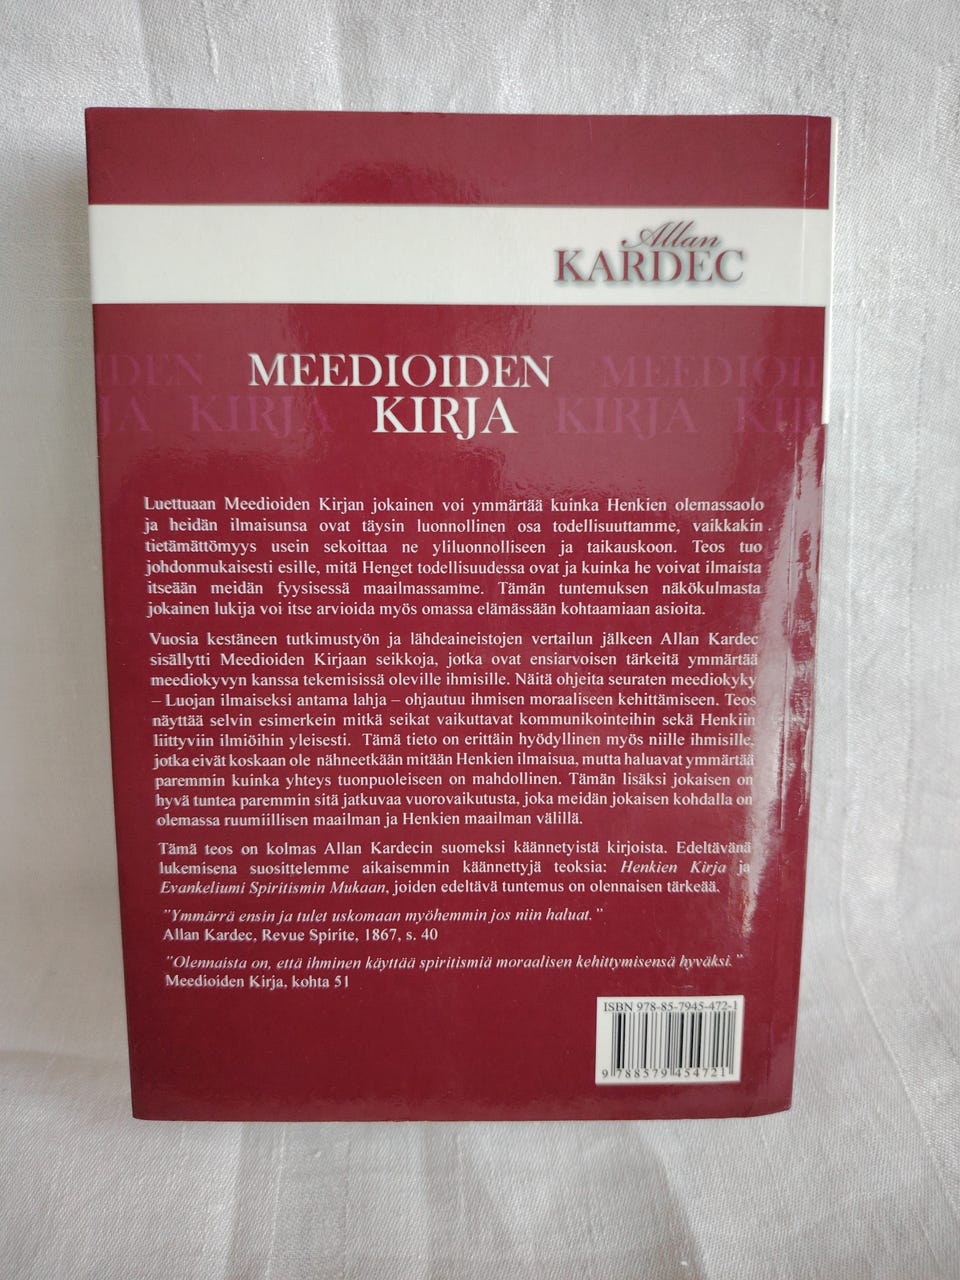 Allan
KARDEC
IDEN MEEDIOIDEN MEEDIOII
JA KIRJA KIRJA KIRJA KIR
Luettuaan Meedioiden Kirjan jokainen voi ymmärtää kuinka Henkien olemassaolo
ja heidän ilmaisunsa ovat täysin luonnollinen osa todellisuuttamme, vaikkakin
tietämättömyys usein sekoittaa ne yliluonnolliseen ja taikauskoon. Teos tuo
johdonmukaisesti esille, mitä Henget todellisuudessa ovat ja kuinka he voivat ilmaista
itseään meidän fyysisessä maailmassamme. Tämän tuntemuksen näkökulmasta
jokainen lukija voi itse arvioida myös omassa elämässään kohtaamiaan asioita.
Vuosia kestäneen tutkimustyön ja lähdeaineistojen vertailun jälkeen Allan Kardec
sisällytti Meedioiden Kirjaan seikkoja, jotka ovat ensiarvoisen tärkeitä ymmärtää
meediokyvyn kanssa tekemisissä oleville ihmisille. Näitä ohjeita seuraten meediokyky
– Luojan ilmaiseksi antama lahja – ohjautuu ihmisen moraaliseen kehittämiseen. Teos
näyttää selvin esimerkein mitkä seikat vaikuttavat kommunikointeihin sekä Henkiin
liittyviin ilmiöihin yleisesti. Tämä tieto on erittäin hyödyllinen myös niille ihmisille,
jotka eivät koskaan ole nähneetkään mitään Henkien ilmaisua, mutta haluavat ymmärtää
paremmin kuinka yhteys tuonpuoleiseen on mahdollinen. Tämän lisäksi jokaisen on
hyvä tuntea paremmin sitä jatkuvaa vuorovaikutusta, joka meidän jokaisen kohdalla on
olemassa ruumiillisen maailman ja Henkien maailman välillä.
Tämä teos on kolmas Allan Kardecin suomeksi käännetyistä kirjoista. Edeltävänä
lukemisena suosittelemme aikaisemmin käännettyjä teoksia: Henkien Kirja ja
Evankeliumi Spiritismin Mukaan, joiden edeltävä tuntemus on olennaisen tärkeää.
"Ymmärrä ensin ja tulet uskomaan myöhemmin jos niin haluat."
Allan Kardec, Revue Spirite, 1867, s. 40
"Olennaista on, että ihminen käyttää spiritismiä moraalisen kehittymisensä hyväksi."
Meedioiden Kirja, kohta 51
ISBN 978-85-7945-472-1
9 788579 454721